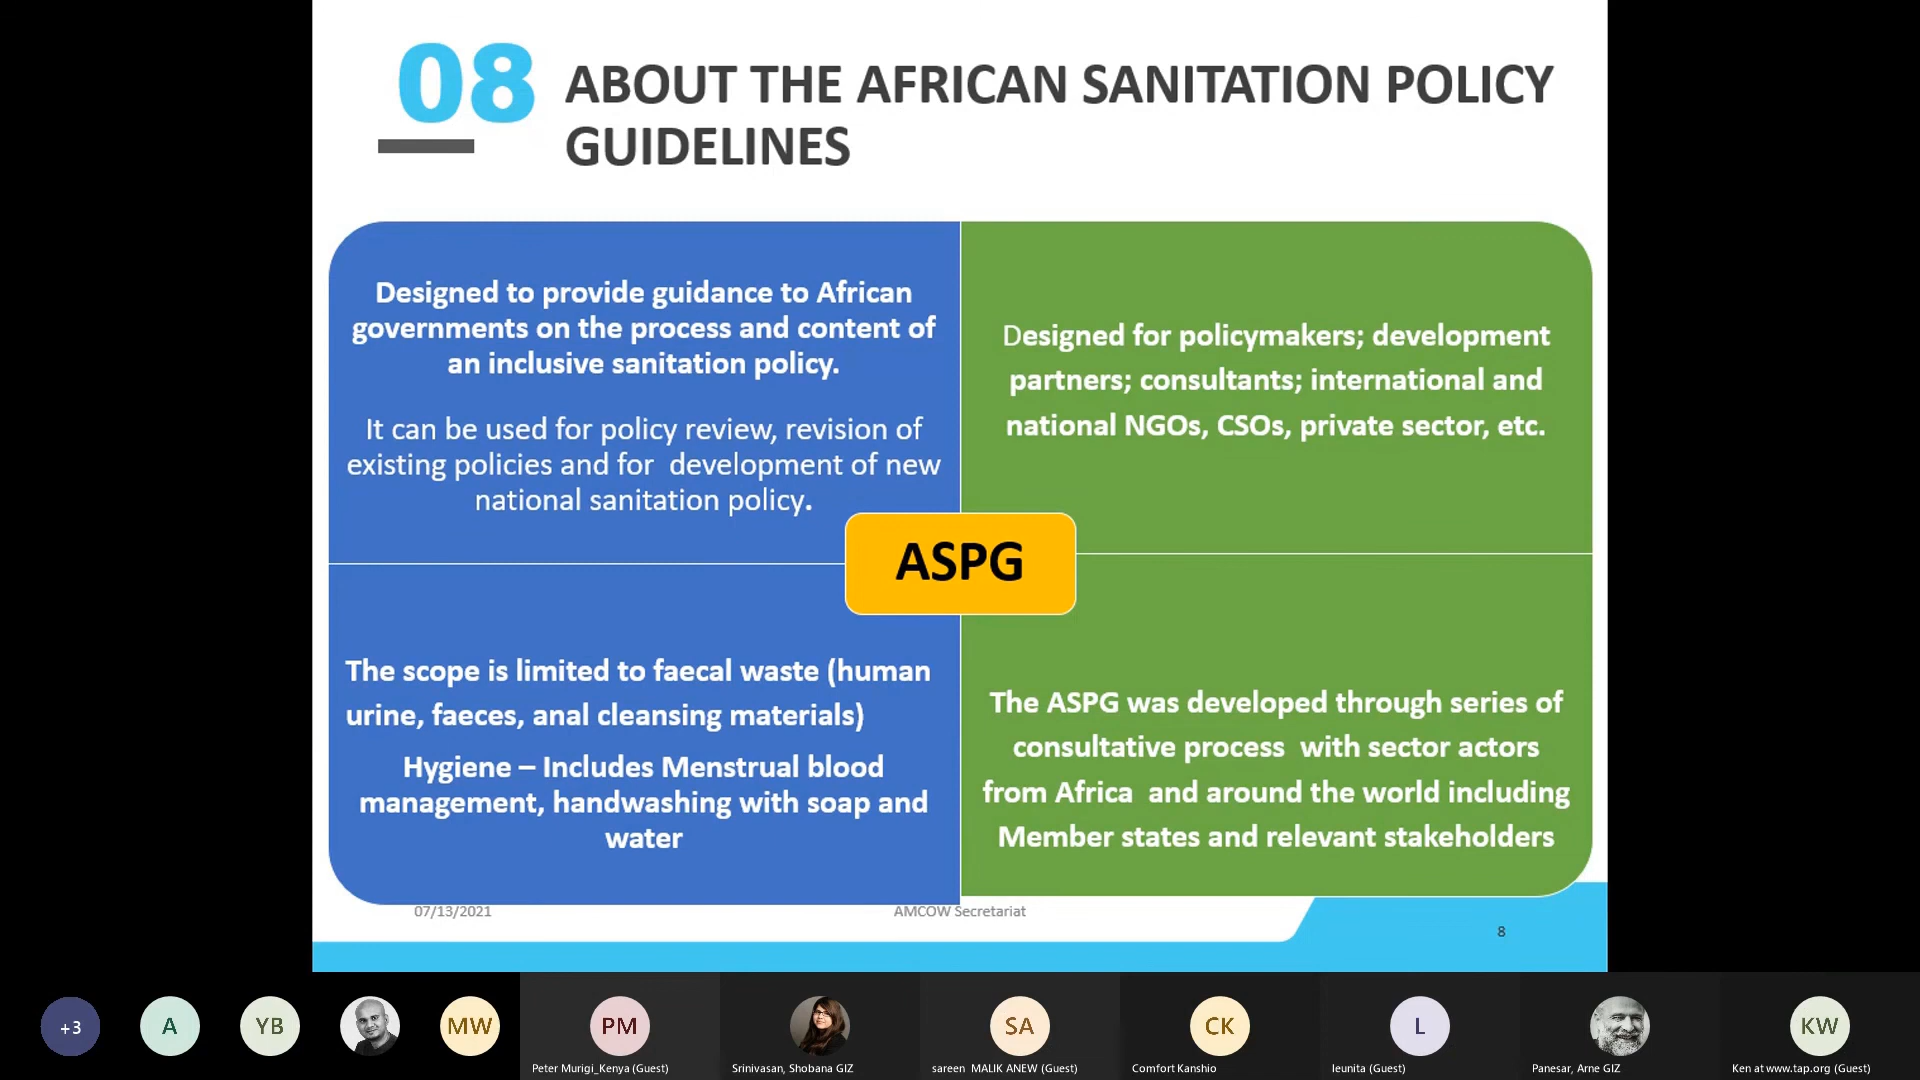 08
ABOUT THE AFRICAN SANITATION POLICY
GUIDELINES
Designed to provide guidance to African
governments on the process and content of
an inclusive sanitation policy.
It can be used for policy review, revision of
existing policies and for  development of new
national sanitation policy.
Designed for policymakers; development
partners; consultants; international and
national NGOs, CSOs, private sector, etc.
ASPG
The scope is limited to faecal waste (human
urine, faeces, anal cleansing materials)
Hygiene – Includes Menstrual blood
management, handwashing with soap and
water
The ASPG was developed through series of
consultative process  with sector actors
from Africa  and around the world including
Member states and relevant stakeholders
07/13/2021
AMCOW Secretariat
8
+3
A
YB
MW
PM
SA
CK
L
KW
Peter Murigi_Kenya (Guest)
Srinivasan, Shobana GIZ
sareen  MALIK ANEW (Guest)
Comfort Kanshio
leunita (Guest)
Panesar, Arne GIZ
Ken at www.tap.org (Guest)